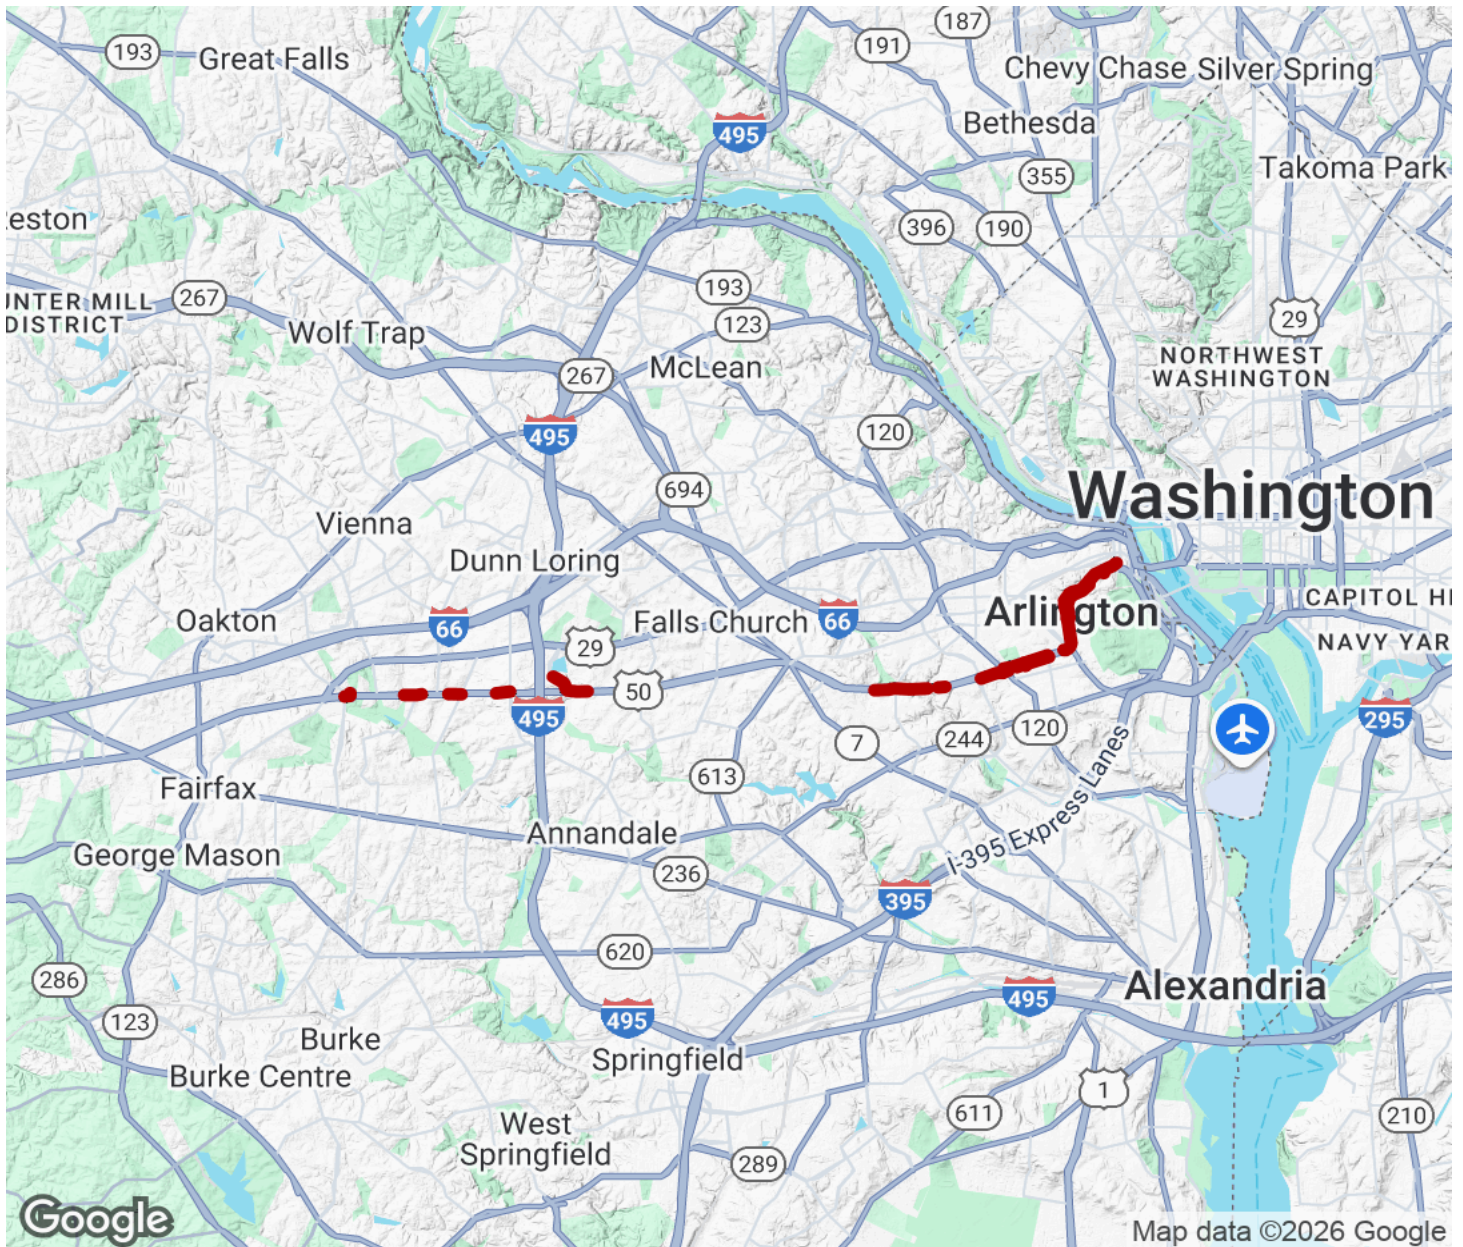 187
191
193
Great Falls
Chevy Chase
Silver Spring
495
Bethesda
Takoma Park
355
396
190
eston
193
267
UNTER MILL
DISTRICT
123
29
Wolf Trap
NORTHWEST
WASHINGTON
McLean
267
495
120
694
Washington
Vienna
Dunn Loring
Oakton
66
Falls Church
66
Arlington
CAPITOL HI
29
NAVY YAR
50
495
7
244
120
295
613
Fairfax
Annandale
I-395 Express Lanes
George Mason
236
395
620
286
495
Alexandria
123
495
Burke
Springfield
Burke Centre
1
611
210
West
Springfield
289
Google
Map data ©2026 Google